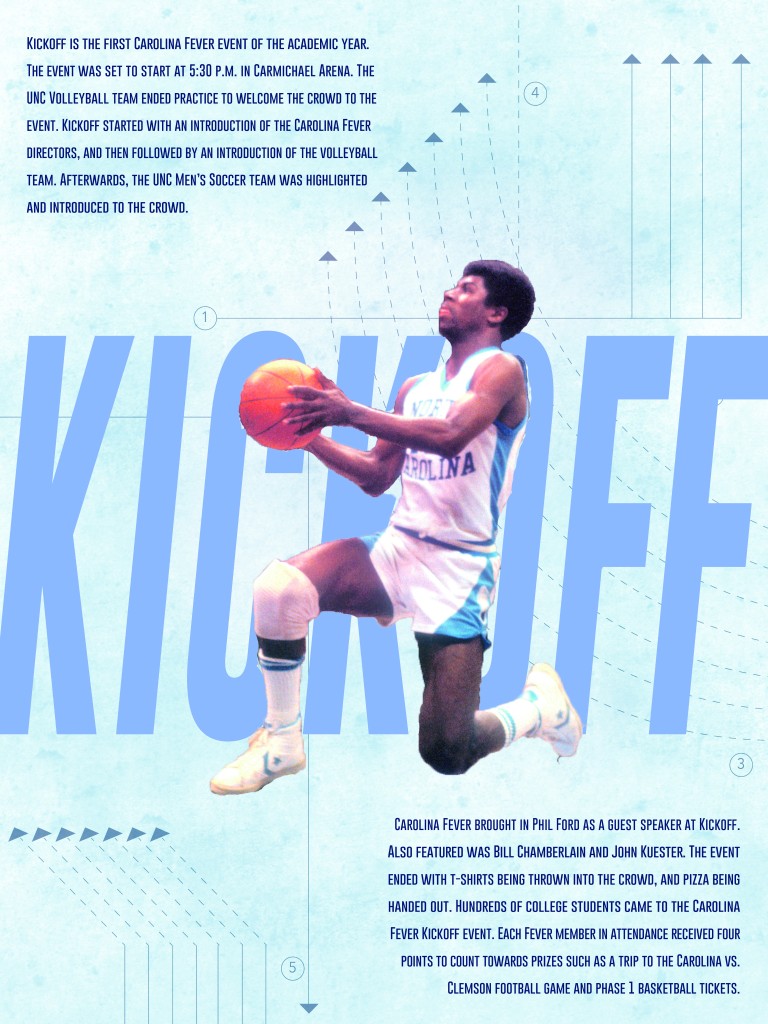 Kickoff is the first Carolina Fever event of the academic year.
The event was set to start at 5:30 p.m. in Carmichael Arena. The
UNC Volleyball team ended practice to welcome the crowd to the
event. Kickoff started with an introduction of the Carolina Fever
directors, and then followed by an introduction of the volleyball
team. Afterwards, the UNC Men's Soccer team was highlighted
and introduced to the crowd.
4
1
KICKOFF
NORTH
CAROLINA
3
Carolina Fever brought in Phil Ford as a guest speaker at Kickoff.
Also featured was Bill Chamberlain and John Kuester. The event
ended with t-shirts being thrown into the crowd, and pizza being
handed out. Hundreds of college students came to the Carolina
Fever Kickoff event. Each Fever member in attendance received four
points to count towards prizes such as a trip to the Carolina vs.
Clemson football game and phase 1 basketball tickets.
5